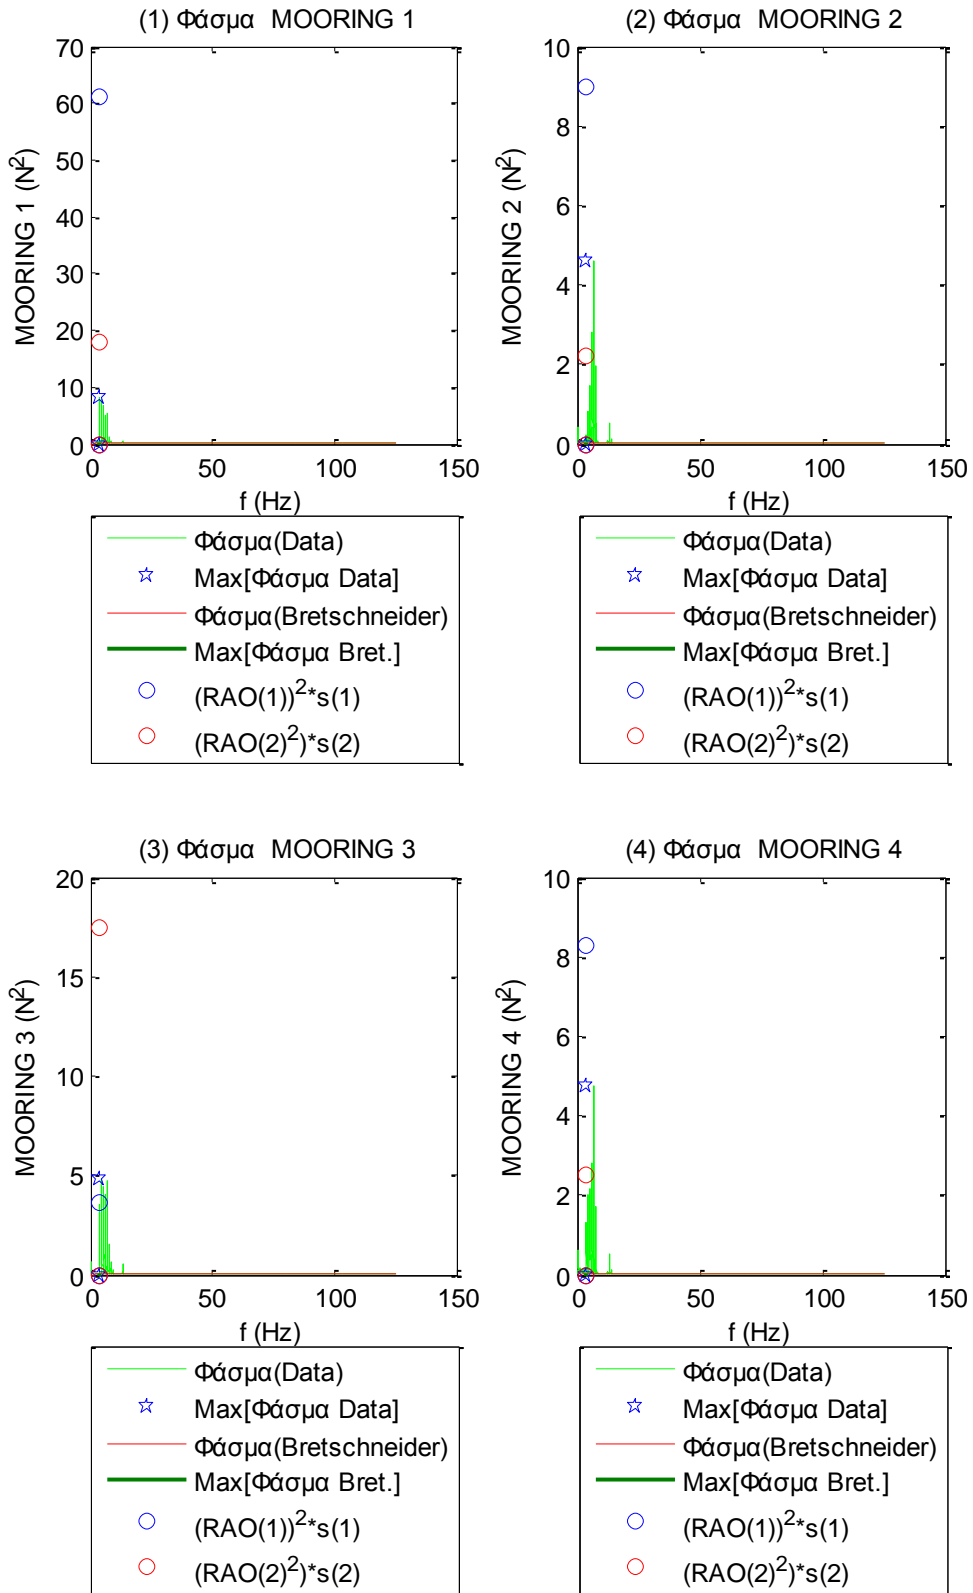 (1) Φάσμα MOORING 1
MOORING 1 (N²)
70
60
50
40
30
20
10
0
0 50 100 150
f (Hz)
Φάσμα(Data)
Max[Φάσμα Data]
Φάσμα(Bretschneider)
Max[Φάσμα Bret.]
(RAO(1))²*s(1)
(RAO(2)²)*s(2)
(2) Φάσμα MOORING 2
MOORING 2 (N²)
10
8
6
4
2
0
0 50 100 150
f (Hz)
Φάσμα(Data)
Max[Φάσμα Data]
Φάσμα(Bretschneider)
Max[Φάσμα Bret.]
(RAO(1))²*s(1)
(RAO(2)²)*s(2)
(3) Φάσμα MOORING 3
MOORING 3 (N²)
20
15
10
5
0
0 50 100 150
f (Hz)
Φάσμα(Data)
Max[Φάσμα Data]
Φάσμα(Bretschneider)
Max[Φάσμα Bret.]
(RAO(1))²*s(1)
(RAO(2)²)*s(2)
(4) Φάσμα MOORING 4
MOORING 4 (N²)
10
8
6
4
2
0
0 50 100 150
f (Hz)
Φάσμα(Data)
Max[Φάσμα Data]
Φάσμα(Bretschneider)
Max[Φάσμα Bret.]
(RAO(1))²*s(1)
(RAO(2)²)*s(2)